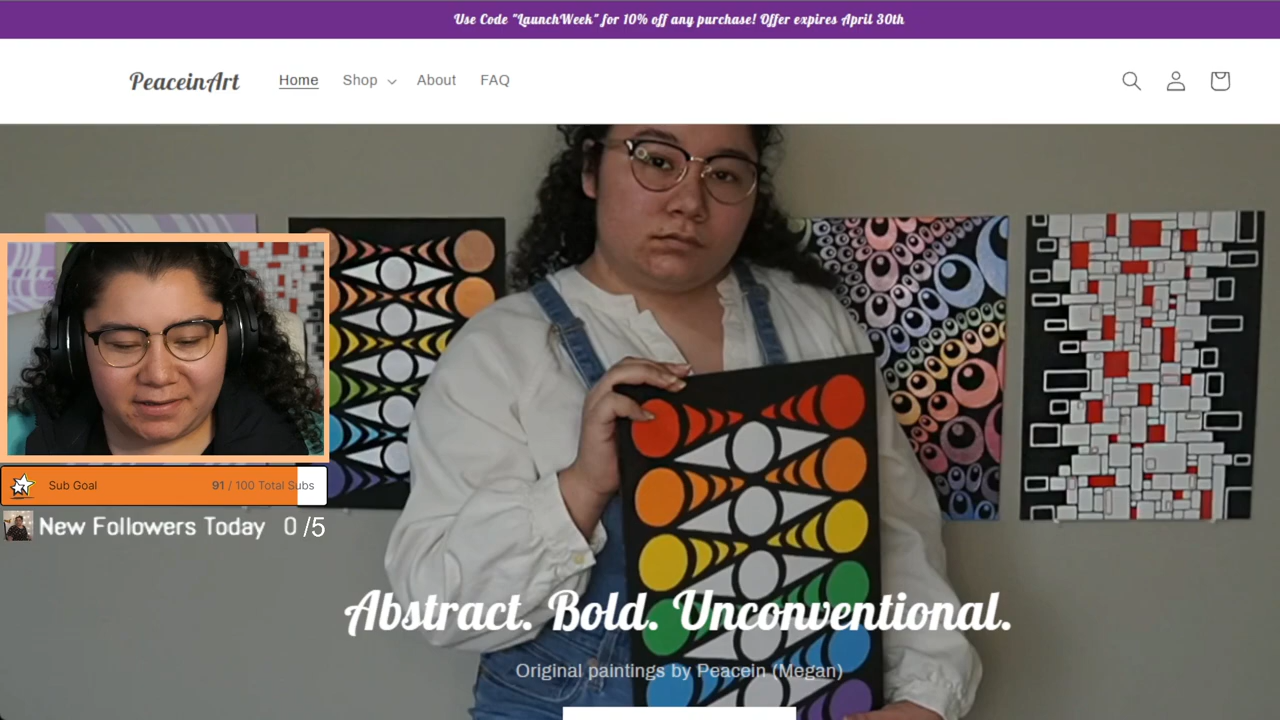 Use Code "LaunchWeek" for 10% off any purchase! Offer expires April 30th
PeaceinArt
Home Shop About FAQ
Sub Goal 91 / 100 Total Subs
New Followers Today 0 /5
Abstract. Bold. Unconventional.
Original paintings by Peacein (Megan)